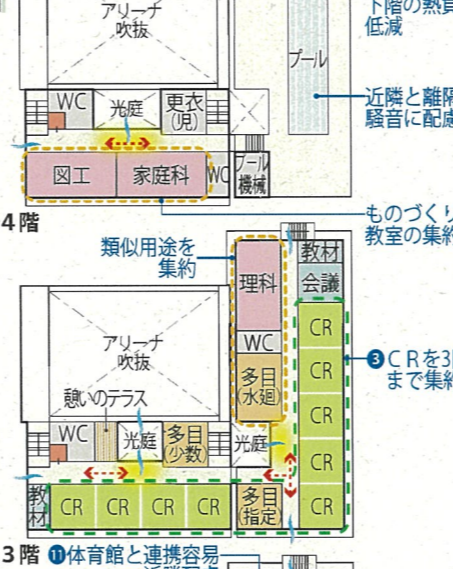 アリーナ
吹抜
下階の熱負
低減
プール
WC
光庭
更衣
(児)
近隣と離隔
騒音に配慮
図工
家庭科
WC
プール
機械
4階
ものづくり
教室の集約
類似用途を
集約
教材
会議
理科
CR
アリーナ
吹抜
WC
CR
❸CRを3階
まで集約
多目
(水廻)
CR
憩いのテラス
WC
光庭
多目
(少数)
光庭
CR
教
材
CR
CR
CR
CR
多目
(指定)
CR
3階
⓫体育館と連携容易